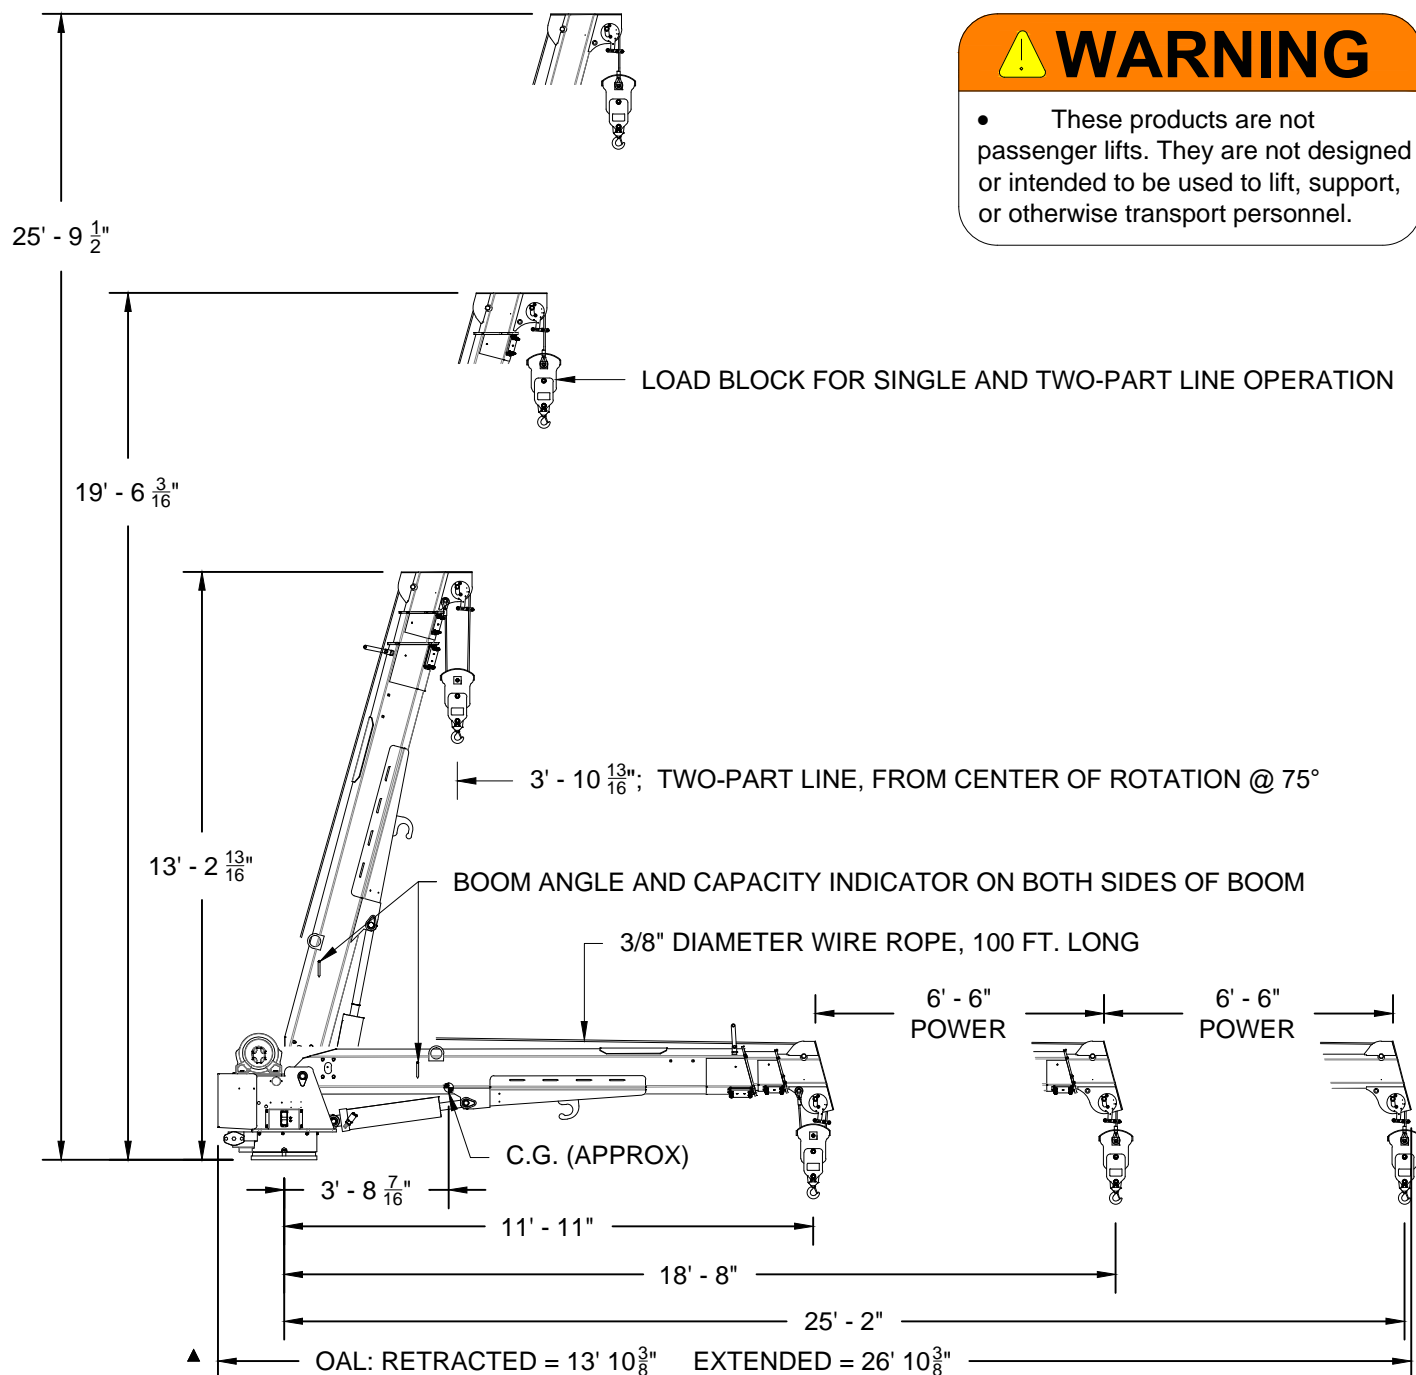 WARNING
• These products are not
passenger lifts. They are not designed
or intended to be used to lift, support,
or otherwise transport personnel.
25' - 9 1/2"
LOAD BLOCK FOR SINGLE AND TWO-PART LINE OPERATION
19' - 6 3/16"
3' - 10 13/16"; TWO-PART LINE, FROM CENTER OF ROTATION @ 75°
13' - 2 13/16"
BOOM ANGLE AND CAPACITY INDICATOR ON BOTH SIDES OF BOOM
3/8" DIAMETER WIRE ROPE, 100 FT. LONG
6' - 6"
POWER
6' - 6"
POWER
C.G. (APPROX)
3' - 8 7/16"
11' - 11"
18' - 8"
25' - 2"
OAL: RETRACTED = 13' 10 3/8" EXTENDED = 26' 10 3/8"